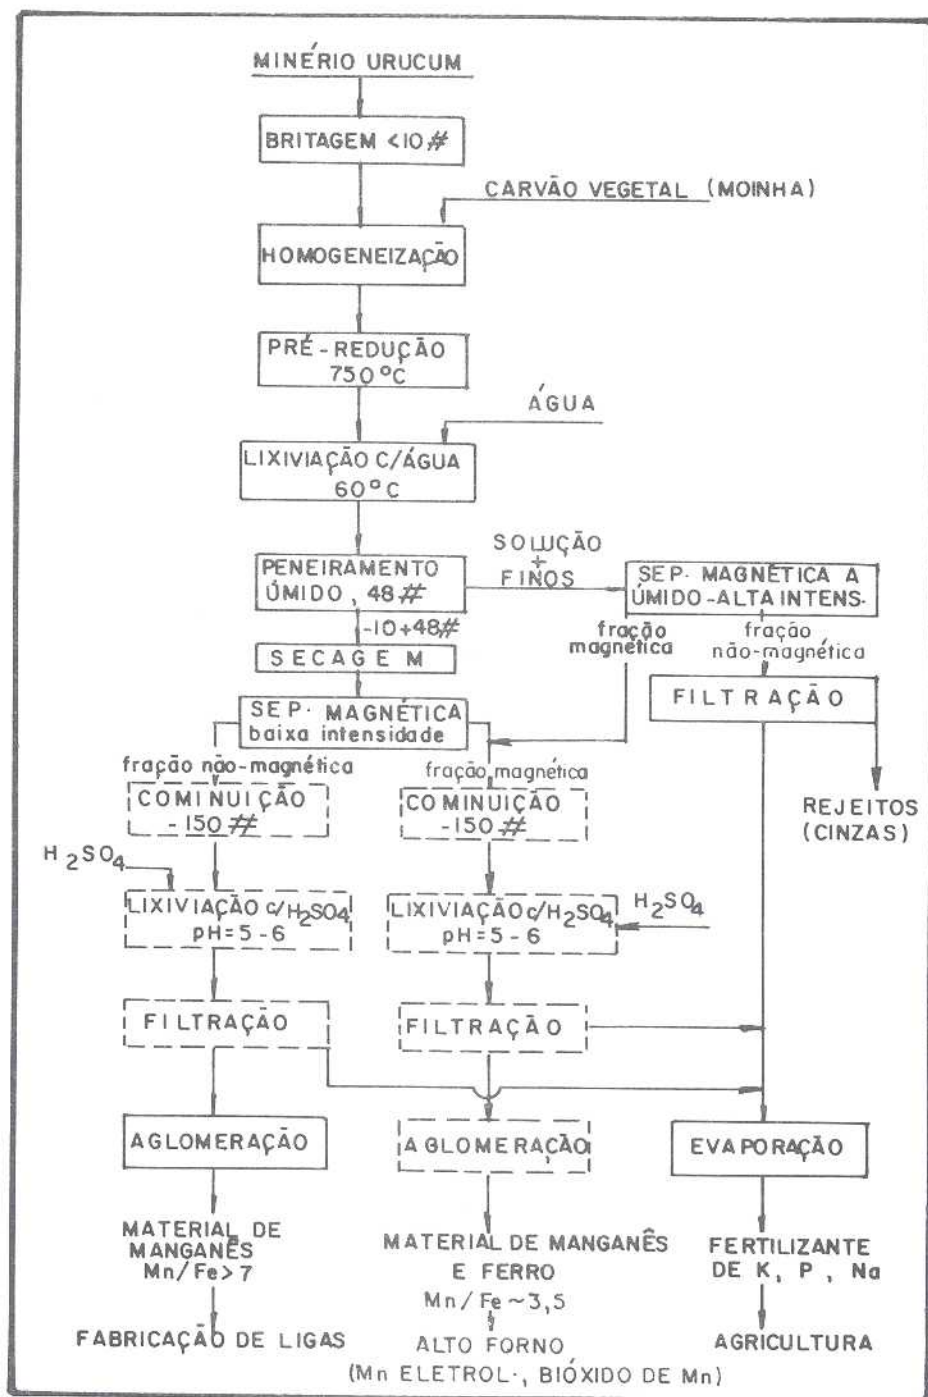 MINÉRIO URUCUM
BRITAGEM <10#
CARVÃO VEGETAL (MOINHA)
HOMOGENEIZAÇÃO
PRÉ-REDUÇÃO
750°C
ÁGUA
LIXIVIAÇÃO C/ÁGUA
60°C
SOLUÇÃO
+
FINOS
PENEIRAMENTO
ÚMIDO, 48#
SEP. MAGNÉTICA A
ÚMIDO-ALTA INTENS.
-10+48#
fração
magnética
fração
não-magnética
SECAGEM
FILTRAÇÃO
SEP. MAGNÉTICA
baixa intensidade
fração não-magnética
fração magnética
COMINUIÇÃO
-150#
COMINUIÇÃO
-150#
REJEITOS
(CINZAS)
H2SO4
LIXIVIAÇÃO c/H2SO4
pH=5-6
LIXIVIAÇÃO c/H2SO4
pH=5-6
H2SO4
FILTRAÇÃO
FILTRAÇÃO
AGLOMERAÇÃO
AGLOMERAÇÃO
EVAPORAÇÃO
MATERIAL DE
MANGANÊS
Mn/Fe>7
MATERIAL DE MANGANÊS
E FERRO
Mn/Fe~3,5
FERTILIZANTE
DE K, P, Na
FABRICAÇÃO DE LIGAS
ALTO FORNO
(Mn ELETROL., BIÓXIDO DE Mn)
AGRICULTURA